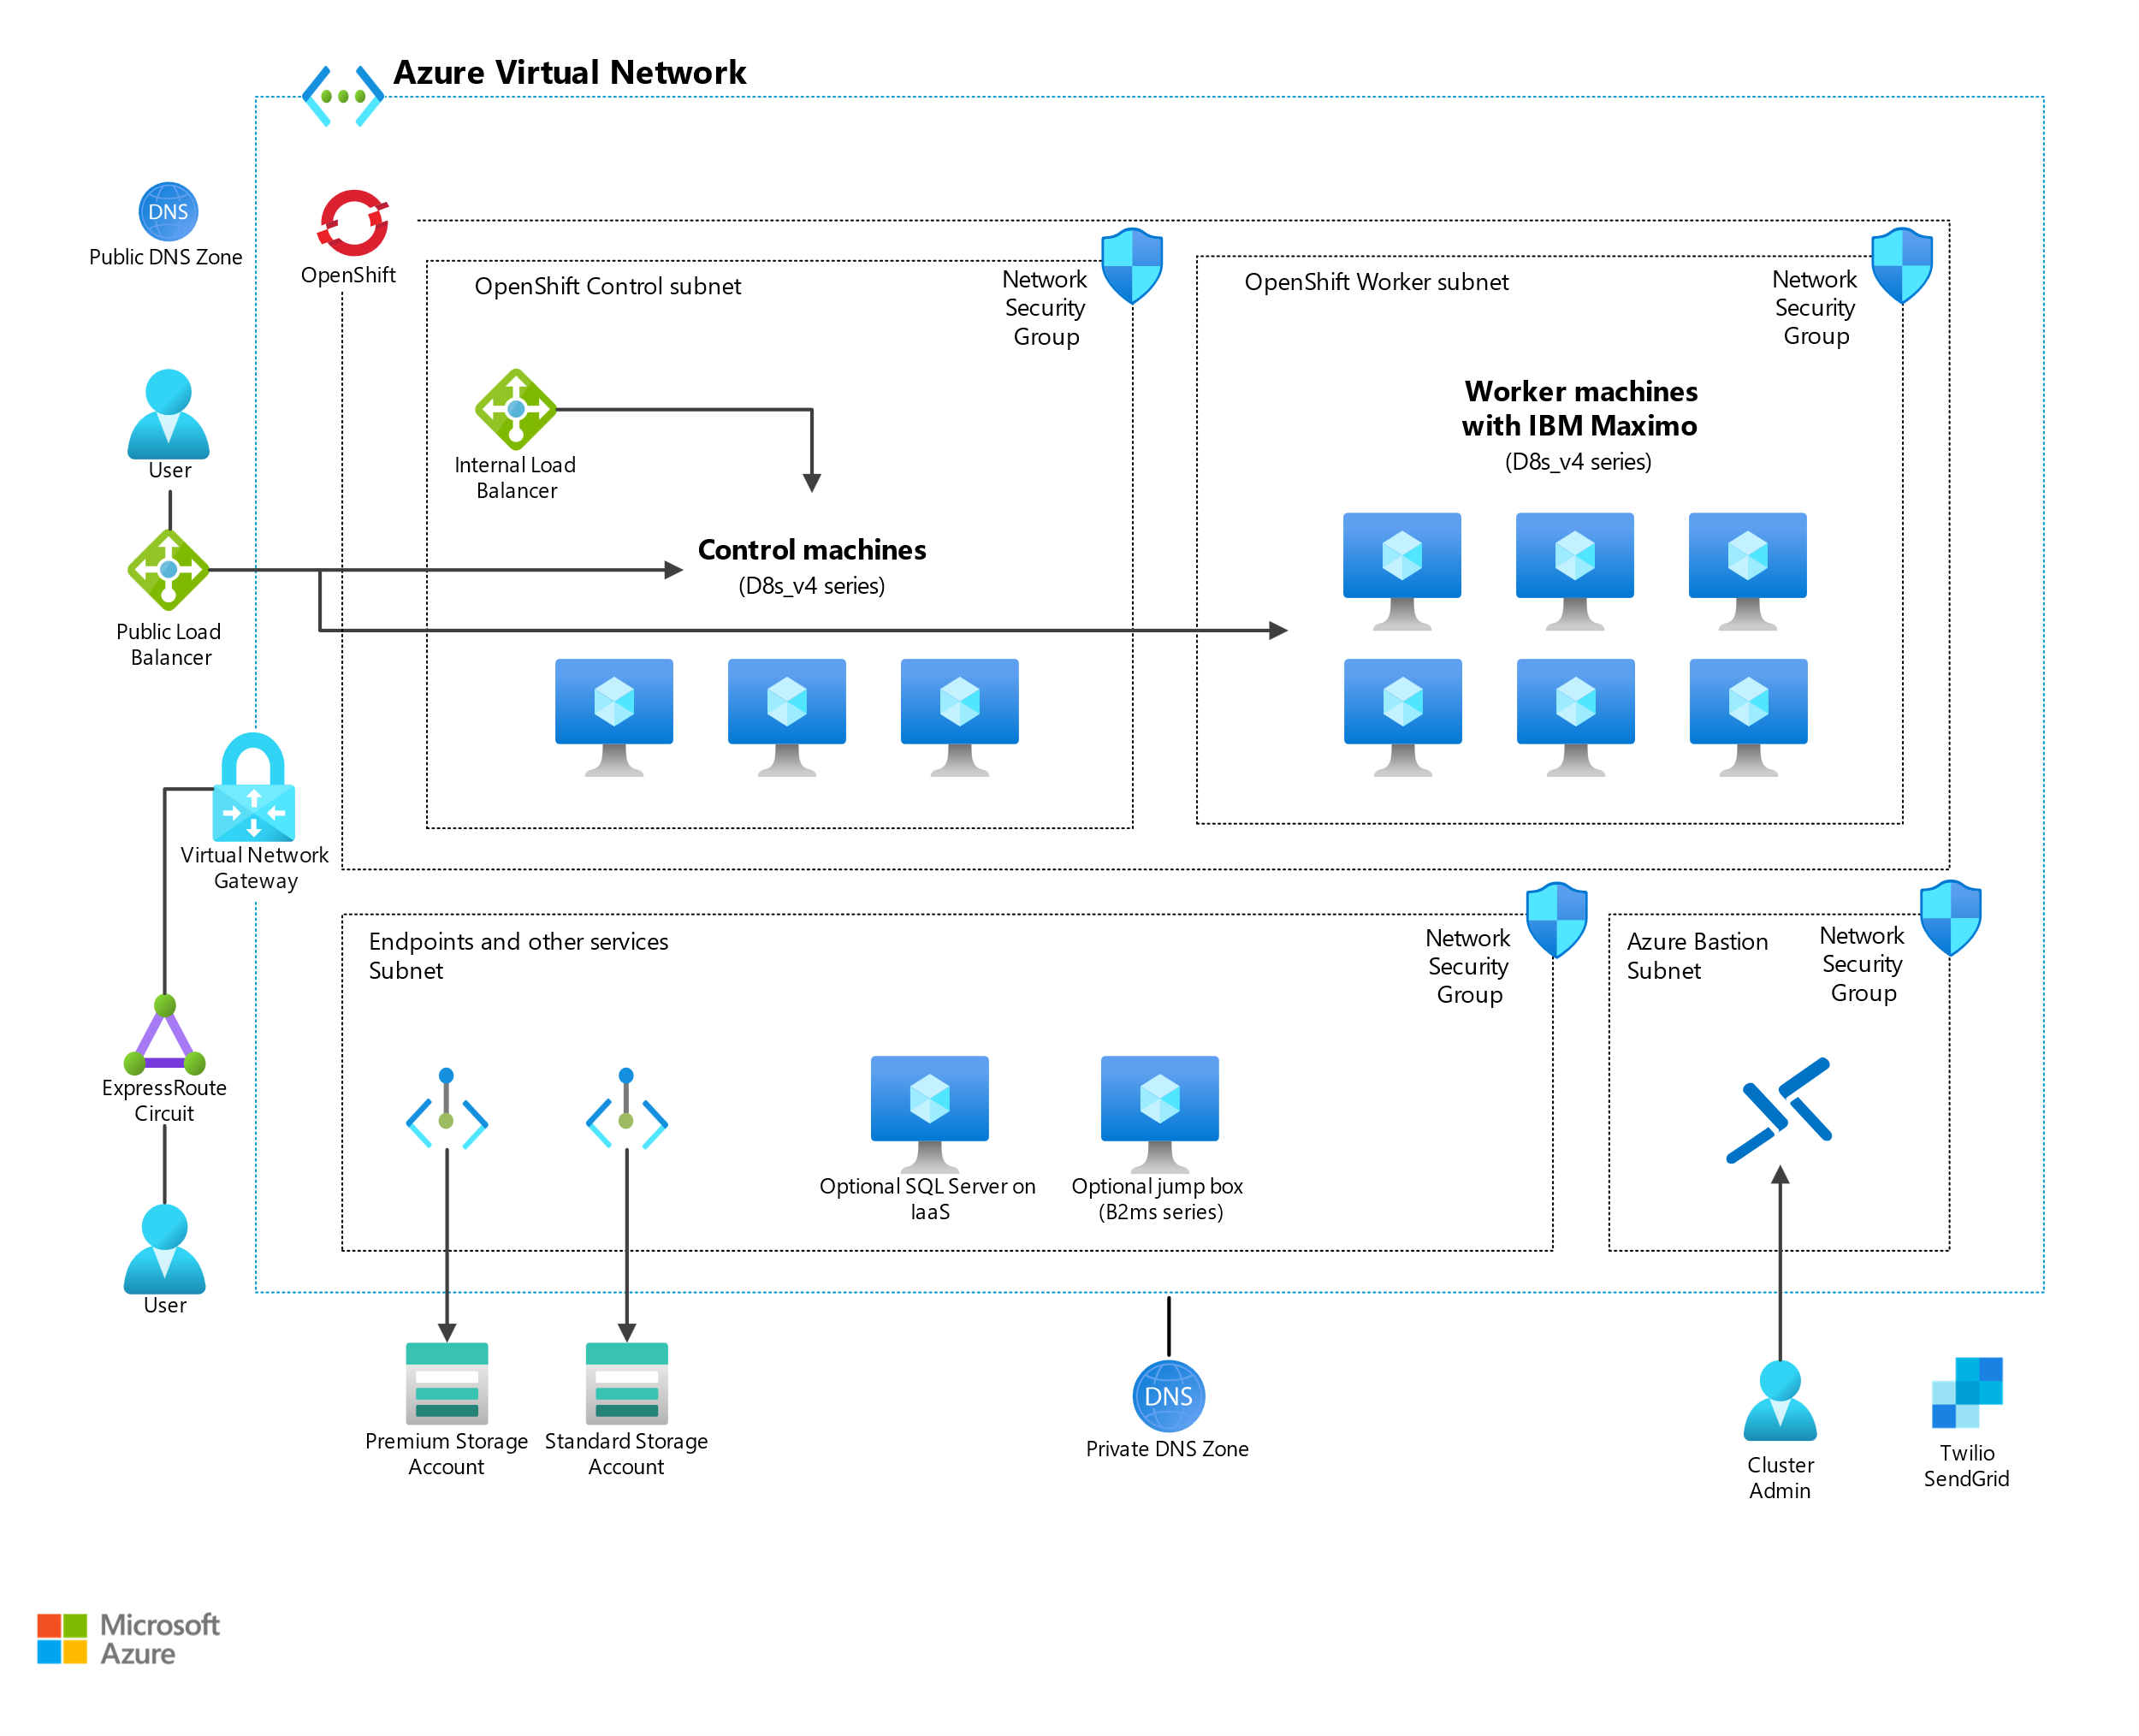 Azure Virtual Network
DNS
Public DNS Zone
OpenShift
OpenShift Control subnet
Network
Security
Group
OpenShift Worker subnet
Network
Security
Group
User
Internal Load
Balancer
Worker machines
with IBM Maximo
(D8s_v4 series)
Control machines
(D8s_v4 series)
Public Load
Balancer
Virtual Network
Gateway
Endpoints and other services
Subnet
Network
Security
Group
Azure Bastion
Subnet
Network
Security
Group
ExpressRoute
Circuit
Optional SQL Server on
IaaS
Optional jump box
(B2ms series)
User
Premium Storage
Account
Standard Storage
Account
DNS
Private DNS Zone
Cluster
Admin
Twilio
SendGrid
Microsoft
Azure